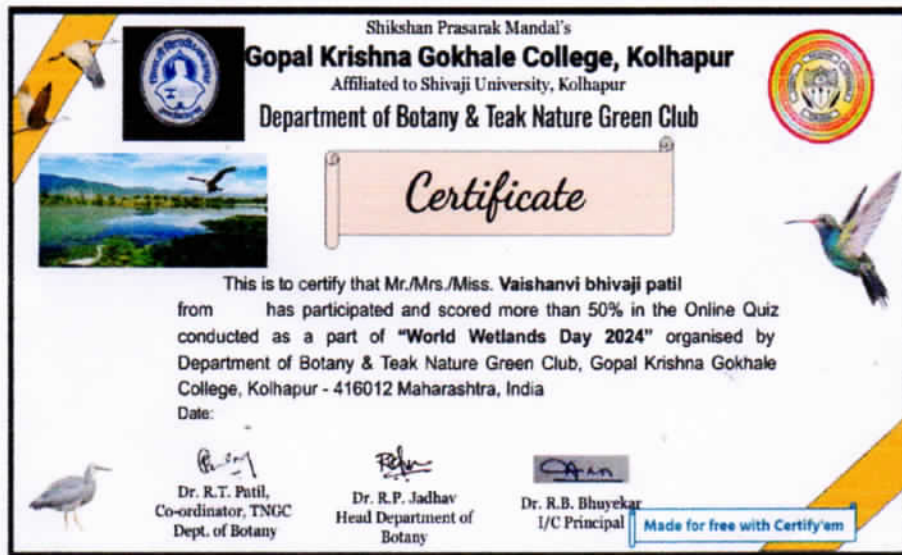 Shikshan Prasarak Mandal's
Gopal Krishna Gokhale College, Kolhapur
Affiliated to Shivaji University, Kolhapur
Department of Botany & Teak Nature Green Club
Certificate
This is to certify that Mr./Mrs./Miss. Vaishanvi bhivaji patil
from has participated and scored more than 50% in the Online Quiz
conducted as a part of "World Wetlands Day 2024" organised by
Department of Botany & Teak Nature Green Club, Gopal Krishna Gokhale
College, Kolhapur - 416012 Maharashtra, India
Date:
Dr. R.T. Patil,
Co-ordinator, TNGC
Dept. of Botany
Dr. R.P. Jadhav
Head Department of
Botany
Dr. R.B. Bhuyekar
I/C Principal
Made for free with Certify'em